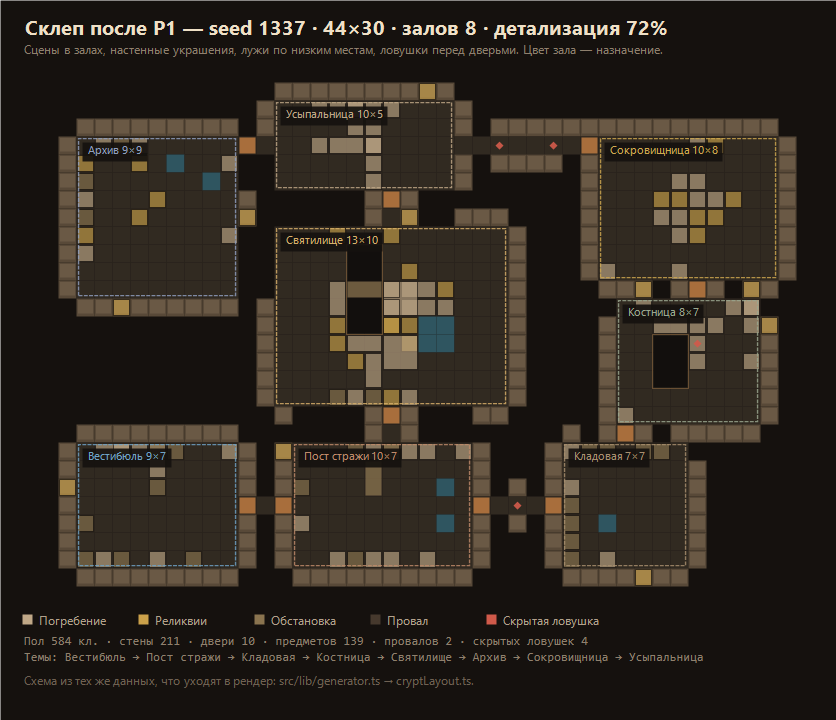 Склеп после P1 — seed 1337 · 44×30 · залов 8 · детализация 72%
Сцены в залах, настенные украшения, лужи по низким местам, ловушки перед дверьми. Цвет зала — назначение.
Усыпальница 10×5
Архив 9×9
Сокровищница 10×8
Святилище 13×10
Костница 8×7
Вестибюль 9×7
Пост стражи 10×7
Кладовая 7×7
Погребение
Реликвии
Обстановка
Провал
Скрытая ловушка
Пол 584 кл. · стены 211 · двери 10 · предметов 139 · провалов 2 · скрытых ловушек 4
Темы: Вестибюль → Пост стражи → Кладовая → Костница → Святилище → Архив → Сокровищница → Усыпальница
Схема из тех же данных, что уходят в рендер: src/lib/generator.ts → cryptLayout.ts.